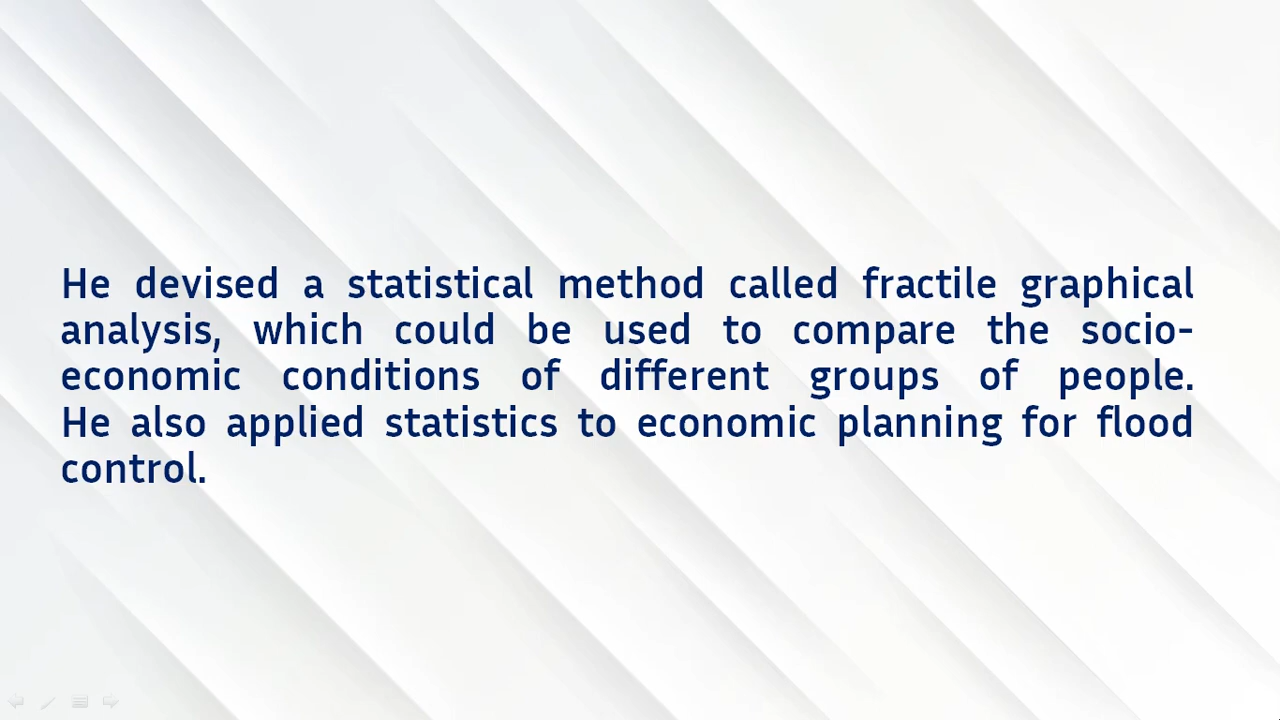 He devised a statistical method called fractile graphical
analysis, which could be used to compare the socio-
economic conditions of different groups of people.
He also applied statistics to economic planning for flood
control.